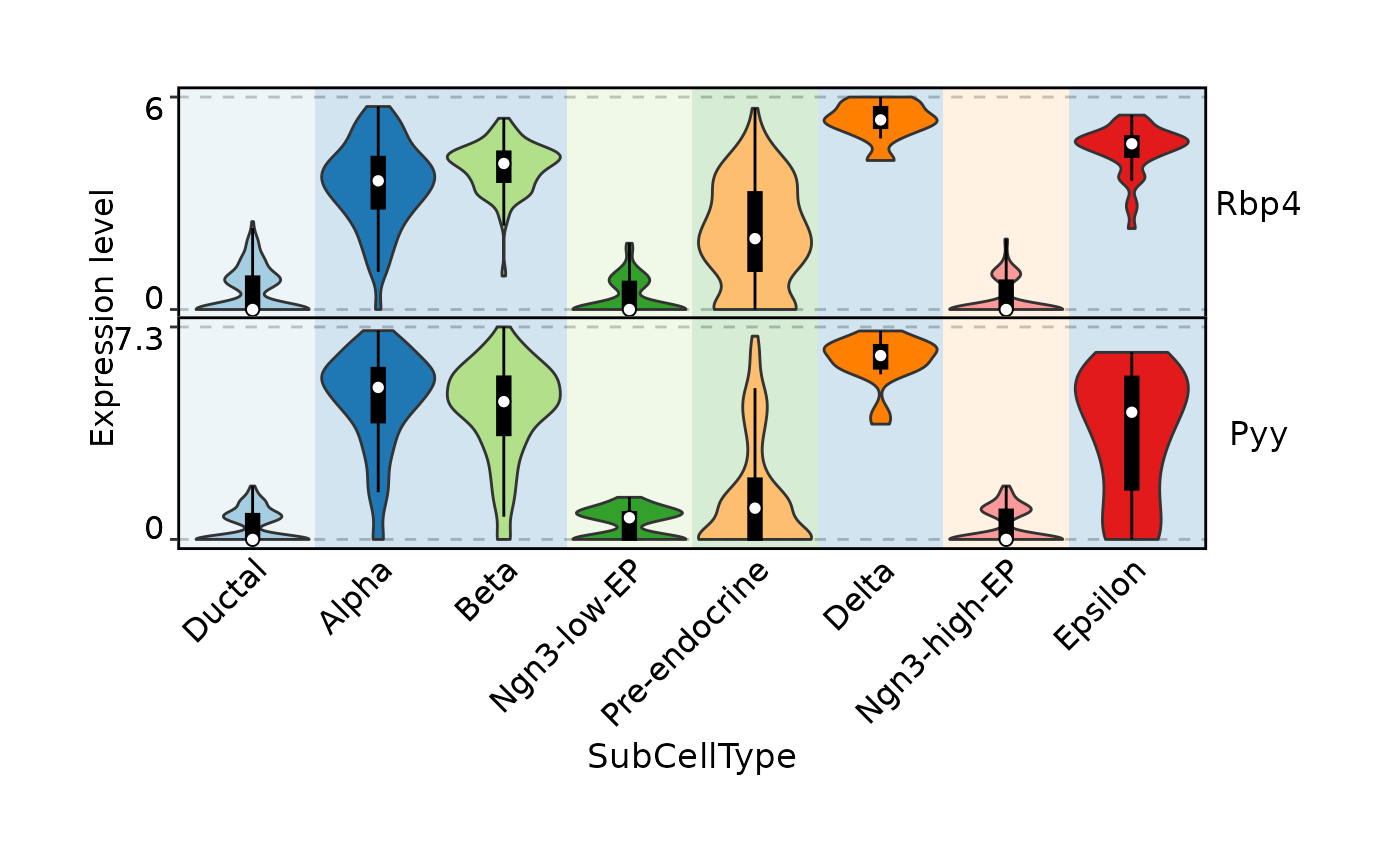 Expression level
6
0
Rbp4
7.3
0
Pyy
Ductal
Alpha
Beta
Ngn3-low-EP
Pre-endocrine
Delta
Ngn3-high-EP
Epsilon
SubCellType